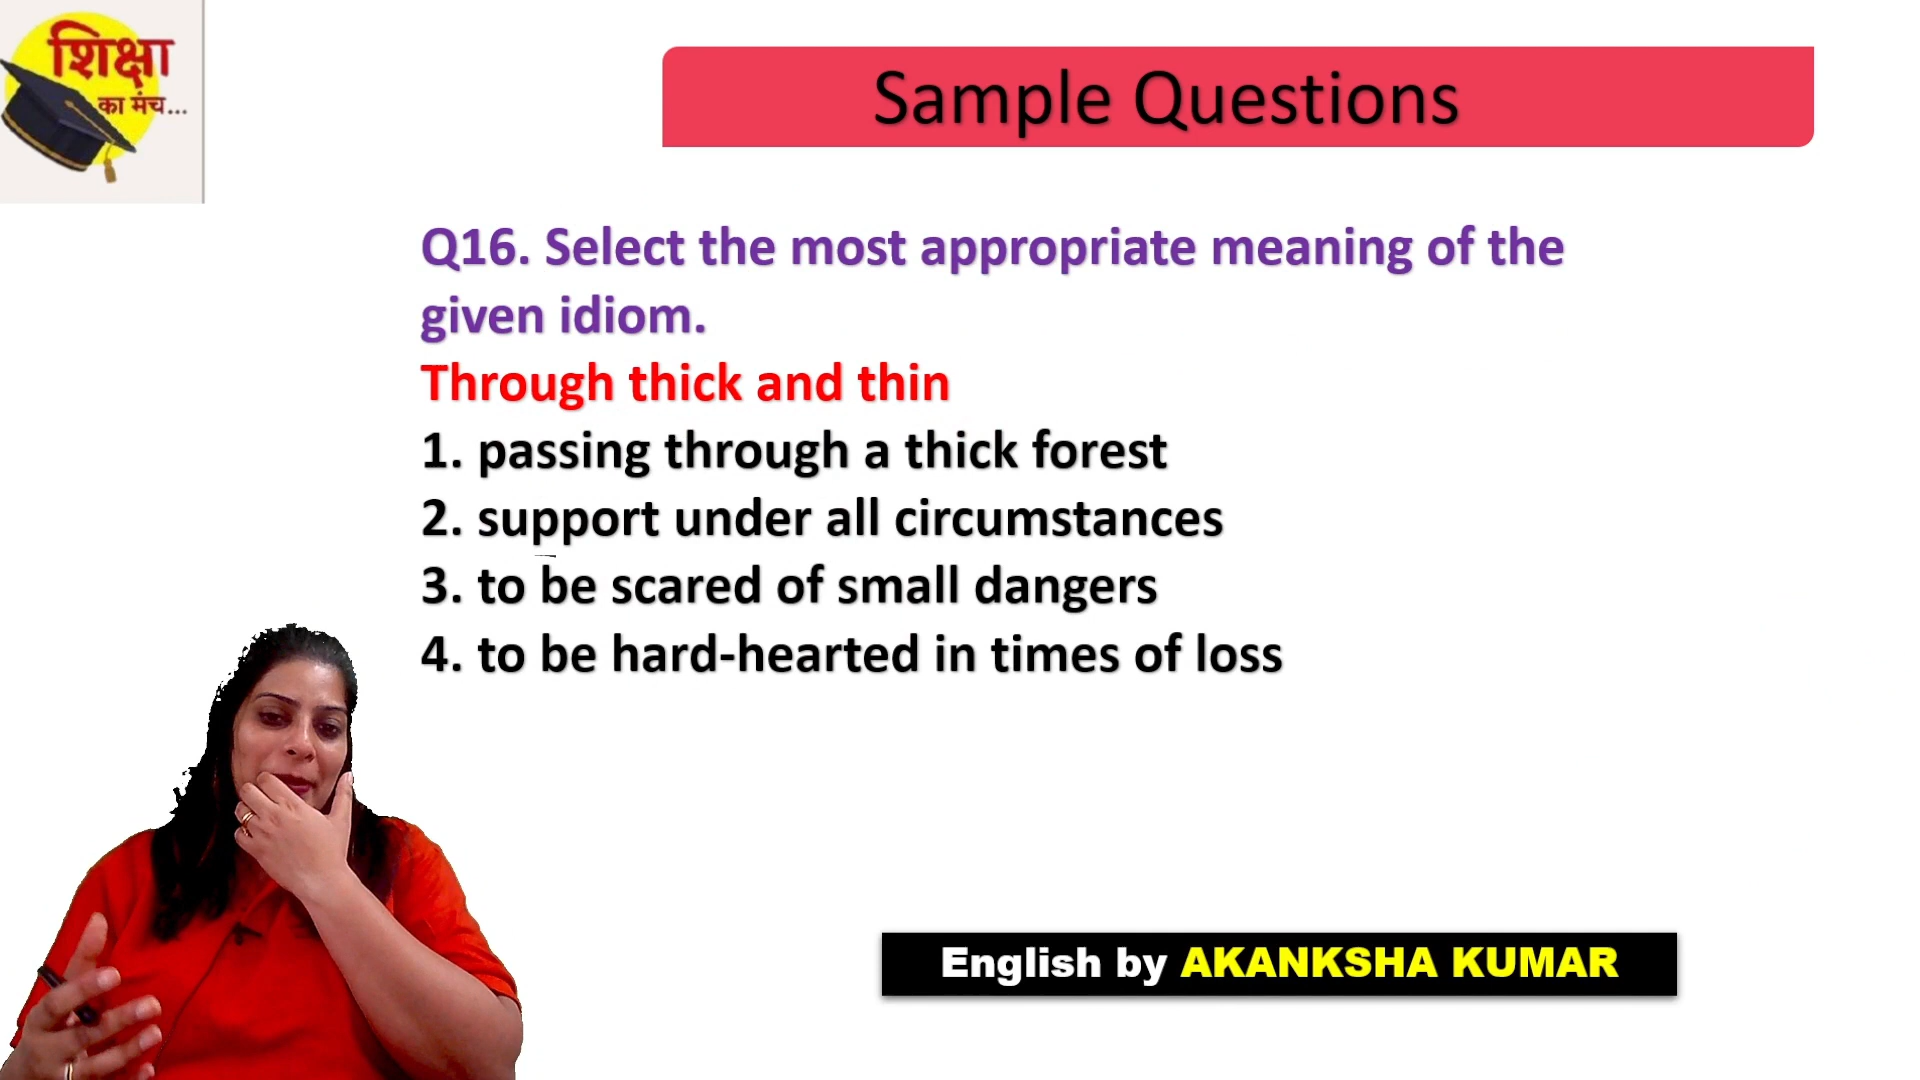 शिक्षा
का मंच...
Sample Questions
Q16. Select the most appropriate meaning of the
given idiom.
Through thick and thin
1. passing through a thick forest
2. support under all circumstances
3. to be scared of small dangers
4. to be hard-hearted in times of loss
English by AKANKSHA KUMAR